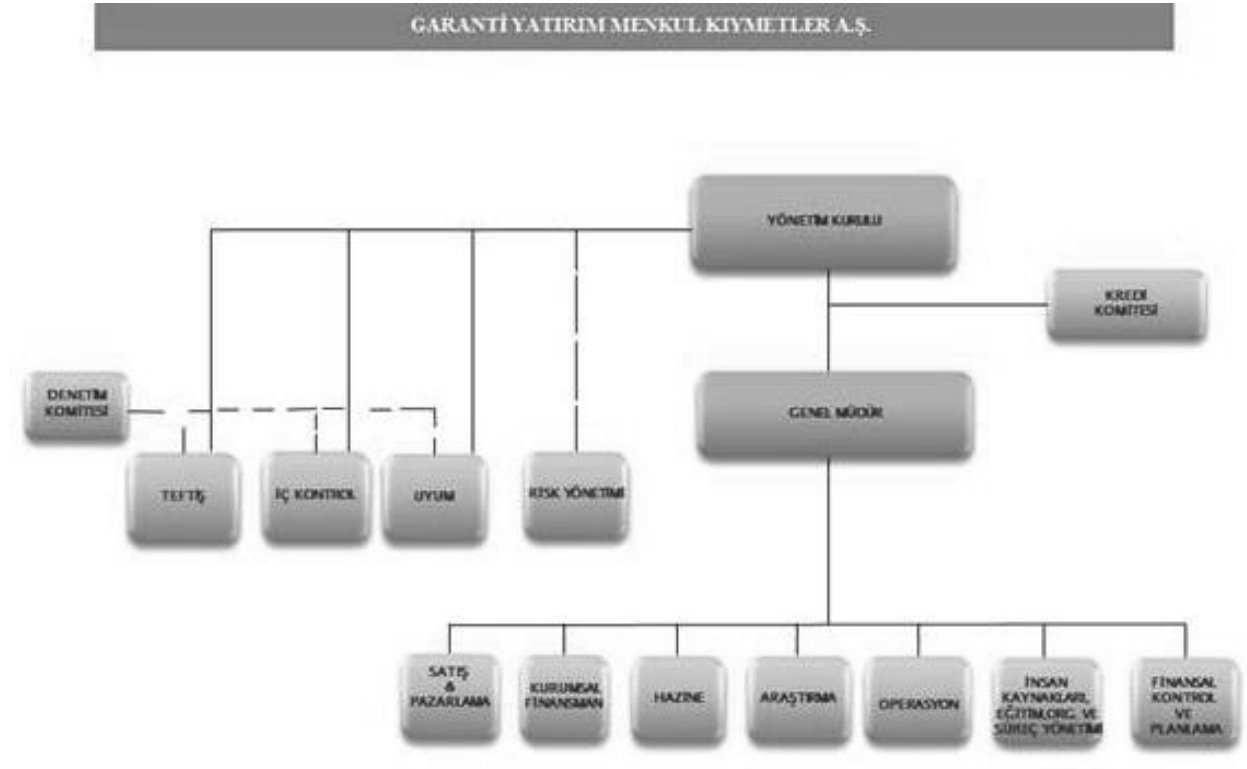 GARANTİ YATIRIM MENKUL KIYMETLER A.Ş.
YÖNETİM KURULU
KREDİ
KOMİTESİ
DENETİM
KOMİTESİ
GENEL MÜDÜR
TEFTİŞ
İÇ KONTROL
UYUM
RİSK YÖNETİMİ
SATIŞ
&
PAZARLAMA
KURUMSAL
FİNANSMAN
HAZİNE
ARAŞTIRMA
OPERASYON
İNSAN
KAYNAKLARI,
EĞİTİM,ORG. VE
SÜREÇ YÖNETİMİ
FİNANSAL
KONTROL
VE
PLANLAMA